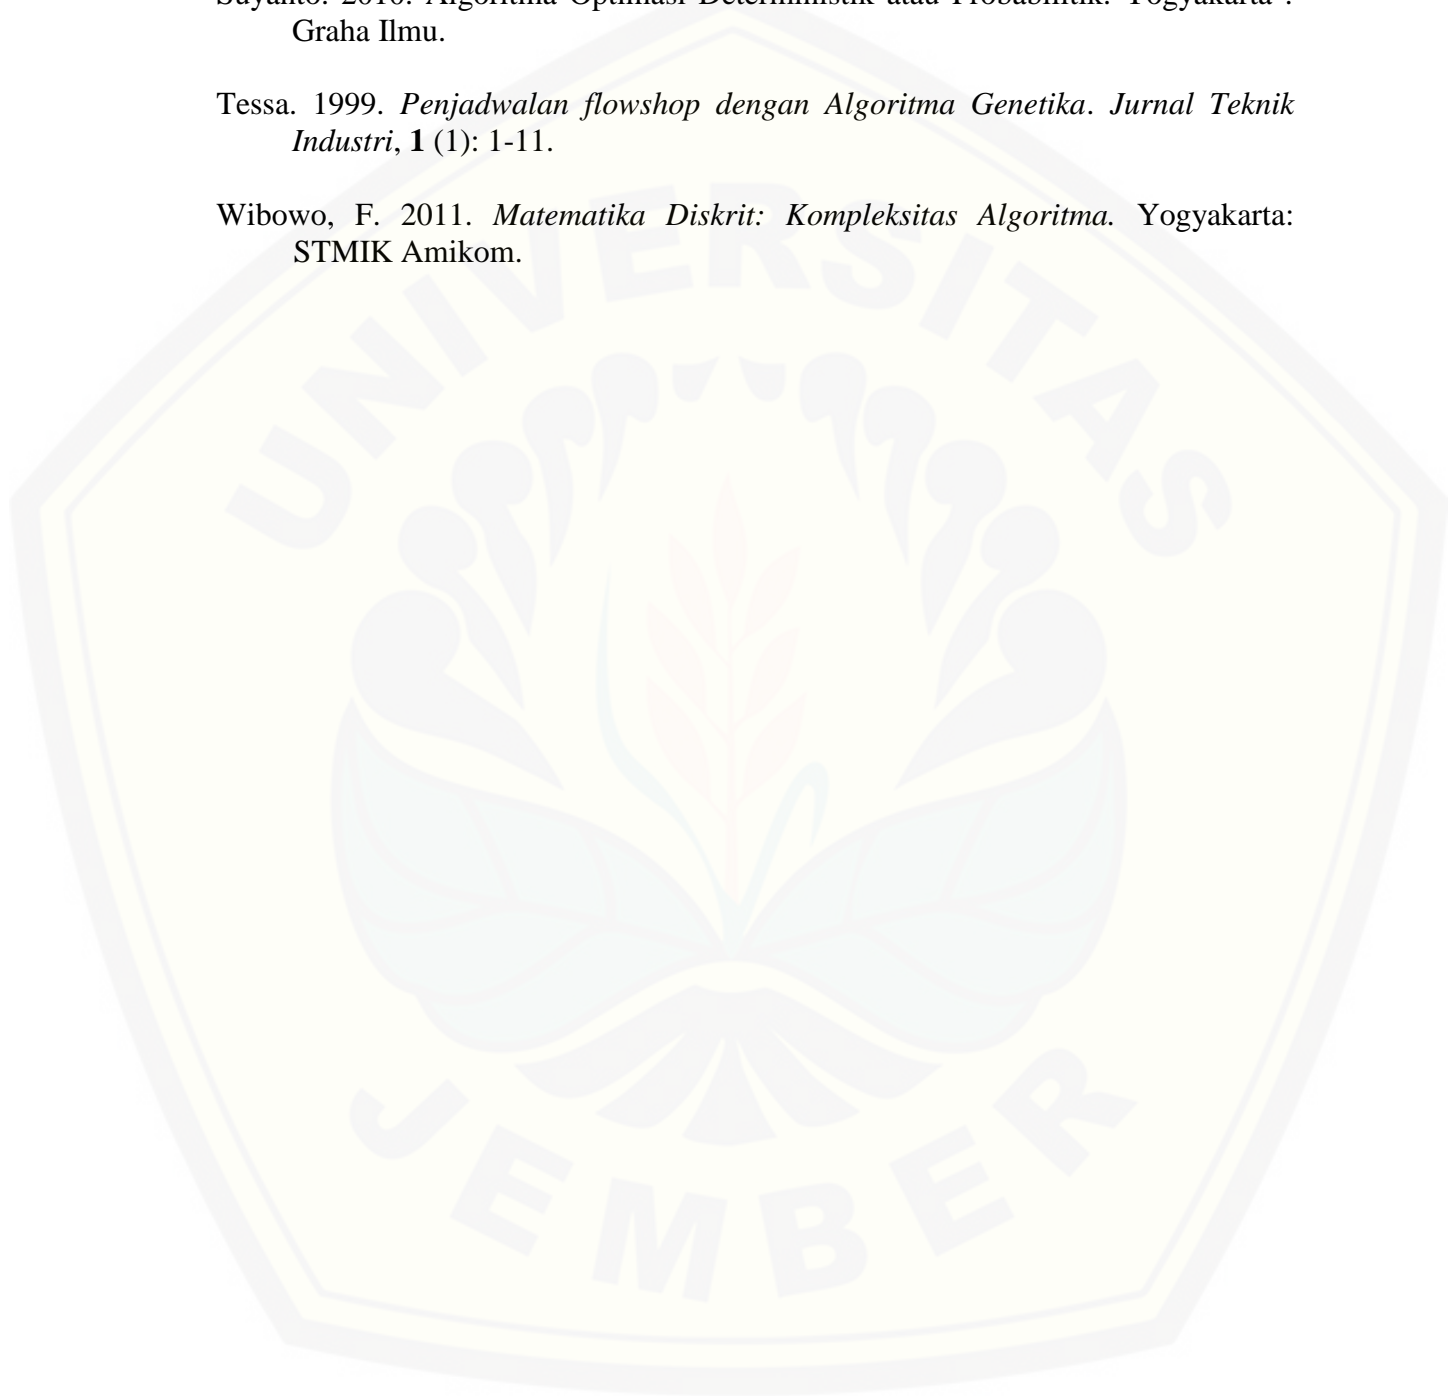 Suyanto. 2010. Algoritma Optimasi Deterministik atau Probabilitik. Yogyakarta :
Graha Ilmu.
Tessa. 1999. Penjadwalan flowshop dengan Algoritma Genetika. Jurnal Teknik
Industri, 1 (1): 1-11.
Wibowo, F. 2011. Matematika Diskrit: Kompleksitas Algoritma. Yogyakarta:
STMIK Amikom.
UNIVERSITAS
JEMBER